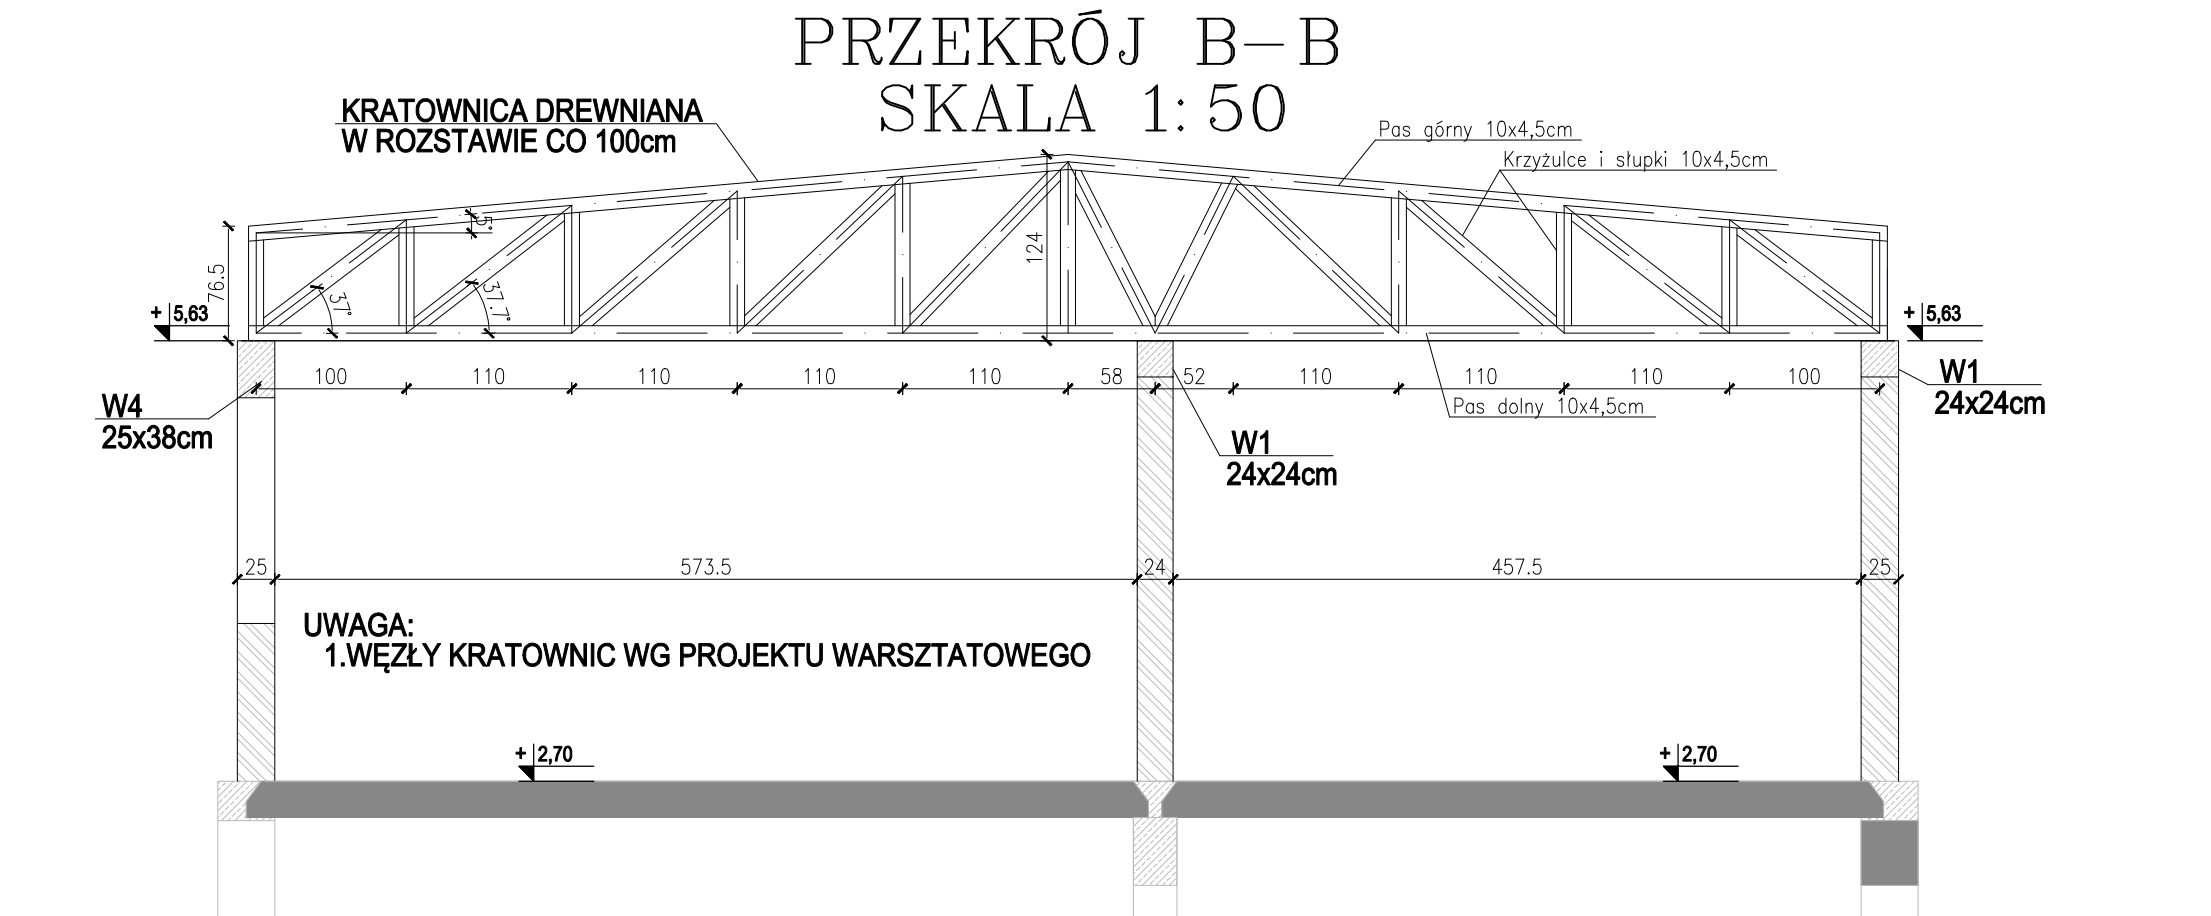 PRZEKRÓJ B-B
SKALA 1:50
KRATOWNICA DREWNIANA
W ROZSTAWIE CO 100cm
Pas górny 10x4,5cm
Krzyżulce i słupki 10x4,5cm
5°
76.5
124
37°
37.7°
+ 5,63
+ 5,63
100 110 110 110 110 58 52 110 110 110 100
W4
25x38cm
Pas dolny 10x4,5cm
W1
24x24cm
W1
24x24cm
25 573.5 24 457.5 25
UWAGA:
1.WĘZŁY KRATOWNIC WG PROJEKTU WARSZTATOWEGO
+ 2,70
+ 2,70